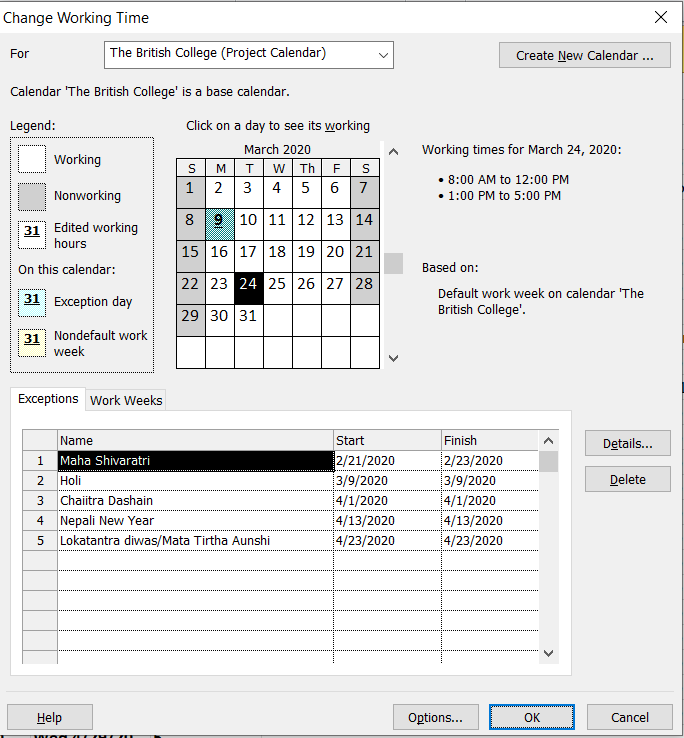 Change Working Time
For
The British College (Project Calendar)
Create New Calendar ...
Calendar 'The British College' is a base calendar.
Legend:
Click on a day to see its working
Working
Nonworking
31 Edited working
hours
On this calendar:
31 Exception day
31 Nondefault work
week
March 2020
S M T W Th F S
1 2 3 4 5 6 7
8 9 10 11 12 13 14
15 16 17 18 19 20 21
22 23 24 25 26 27 28
29 30 31
Working times for March 24, 2020:
• 8:00 AM to 12:00 PM
• 1:00 PM to 5:00 PM
Based on:
Default work week on calendar 'The
British College'.
Exceptions Work Weeks
Name Start Finish
1 Maha Shivaratri 2/21/2020 2/23/2020
2 Holi 3/9/2020 3/9/2020
3 Chaiitra Dashain 4/1/2020 4/1/2020
4 Nepali New Year 4/13/2020 4/13/2020
5 Lokatantra diwas/Mata Tirtha Aunshi 4/23/2020 4/23/2020
Details...
Delete
Help
Options...
OK
Cancel